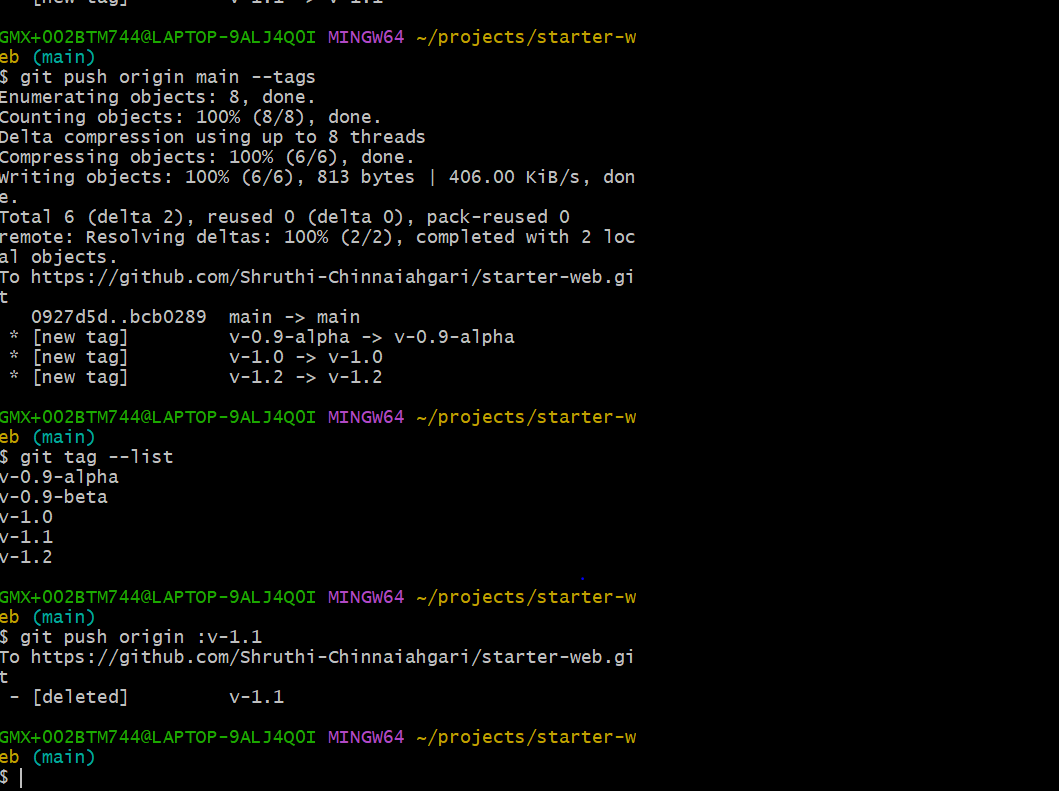 [new tag]         v-1.1 -> v-1.1
GMX+002BTM744@LAPTOP-9ALJ4Q0I MINGW64 ~/projects/starter-w
eb (main)
$ git push origin main --tags
Enumerating objects: 8, done.
Counting objects: 100% (8/8), done.
Delta compression using up to 8 threads
Compressing objects: 100% (6/6), done.
Writing objects: 100% (6/6), 813 bytes | 406.00 KiB/s, don
e.
Total 6 (delta 2), reused 0 (delta 0), pack-reused 0
remote: Resolving deltas: 100% (2/2), completed with 2 loc
al objects.
To https://github.com/Shruthi-Chinnaiahgari/starter-web.gi
t
   0927d5d..bcb0289  main -> main
 * [new tag]         v-0.9-alpha -> v-0.9-alpha
 * [new tag]         v-1.0 -> v-1.0
 * [new tag]         v-1.2 -> v-1.2
GMX+002BTM744@LAPTOP-9ALJ4Q0I MINGW64 ~/projects/starter-w
eb (main)
$ git tag --list
v-0.9-alpha
v-0.9-beta
v-1.0
v-1.1
v-1.2
GMX+002BTM744@LAPTOP-9ALJ4Q0I MINGW64 ~/projects/starter-w
eb (main)
$ git push origin :v-1.1
To https://github.com/Shruthi-Chinnaiahgari/starter-web.gi
t
 - [deleted]         v-1.1
GMX+002BTM744@LAPTOP-9ALJ4Q0I MINGW64 ~/projects/starter-w
eb (main)
$